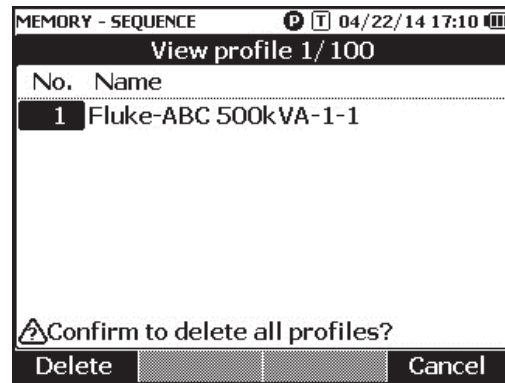 MEMORY - SEQUENCE P T 04/22/14 17:10
View profile 1/100
No. Name
1 Fluke-ABC 500kVA-1-1
Confirm to delete all profiles?
Delete Cancel